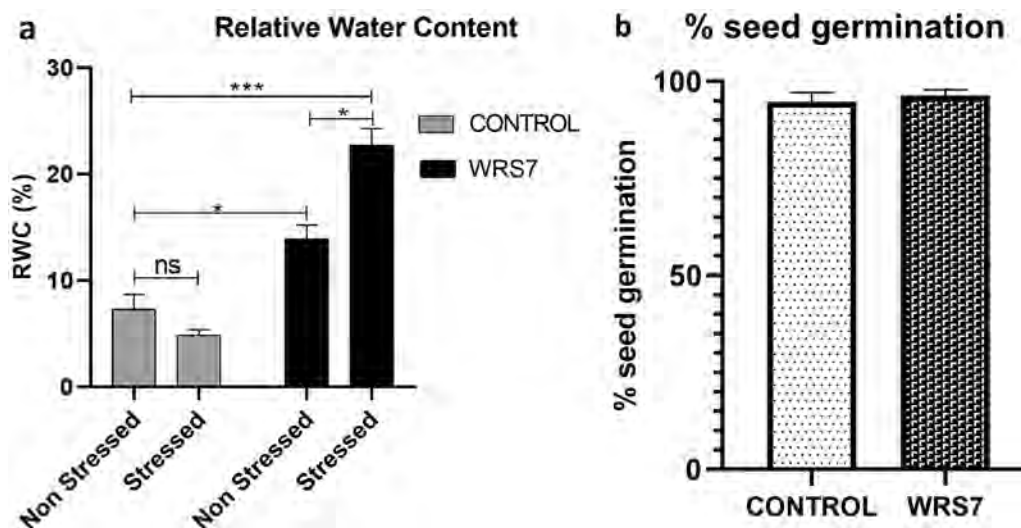 a
Relative Water Content
30
20
10
0
RWC (%)
***
*
*
ns
CONTROL
WRS7
Non Stressed
Stressed
Non Stressed
Stressed
b
% seed germination
100
50
0
% seed germination
CONTROL
WRS7